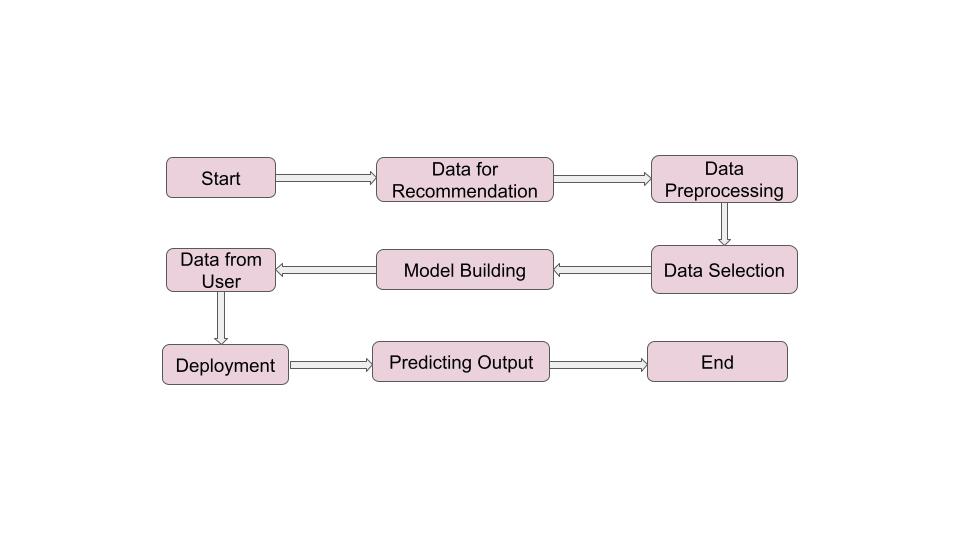 Start
Data for
Recommendation
Data
Preprocessing
Data from
User
Model Building
Data Selection
Deployment
Predicting Output
End